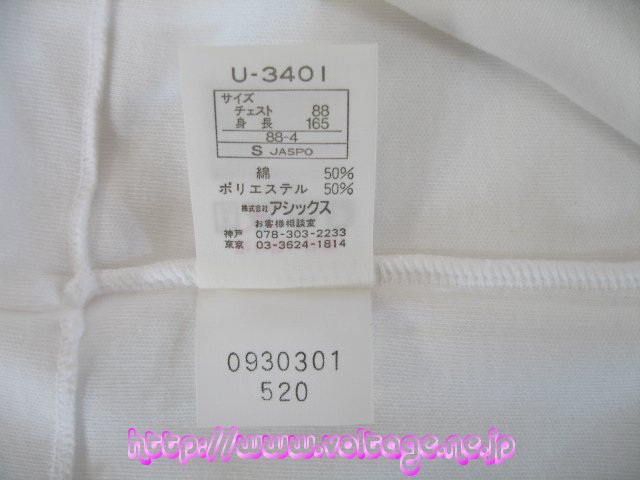 U-3401
サイズ
チェスト 88
身長 165
88-4
S JASPO
綿 50%
ポリエステル 50%
株式会社 アシックス
お客様相談室
神戸 078-303-2233
東京 03-3624-1814
0930301
520
http://www.voltage.ne.jp